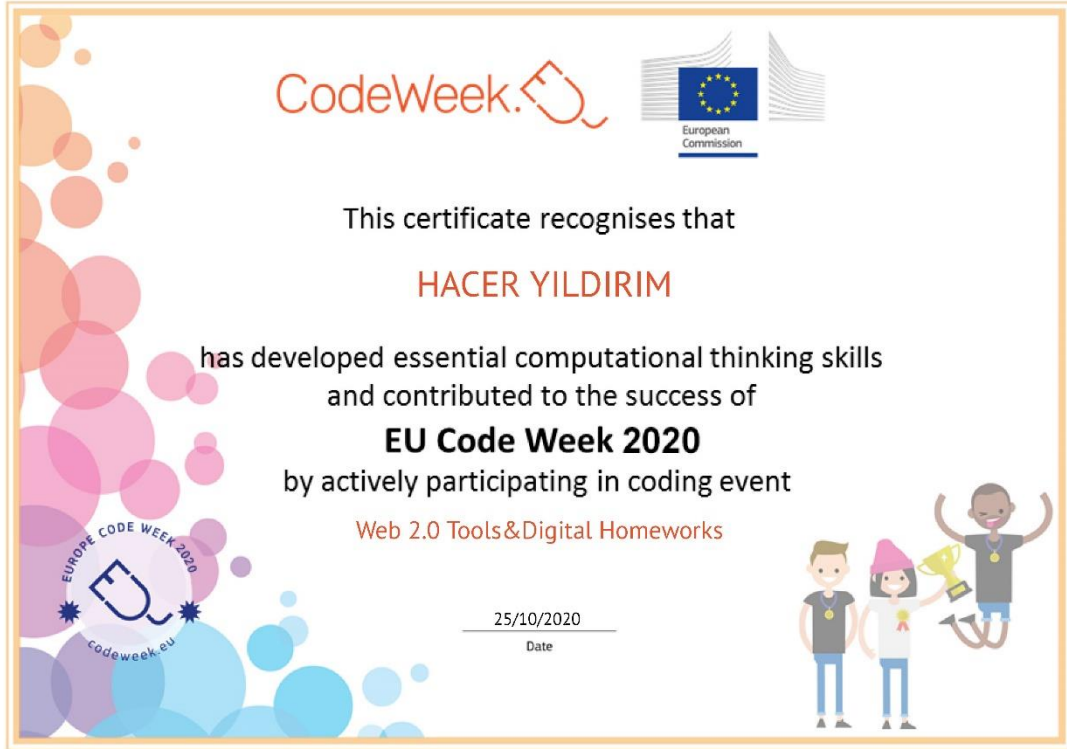 CodeWeek.EU
European
Commission
This certificate recognises that
HACER YILDIRIM
has developed essential computational thinking skills
and contributed to the success of
EU Code Week 2020
by actively participating in coding event
Web 2.0 Tools&Digital Homeworks
EUROPE CODE WEEK 2020
codeweek.eu
25/10/2020
Date